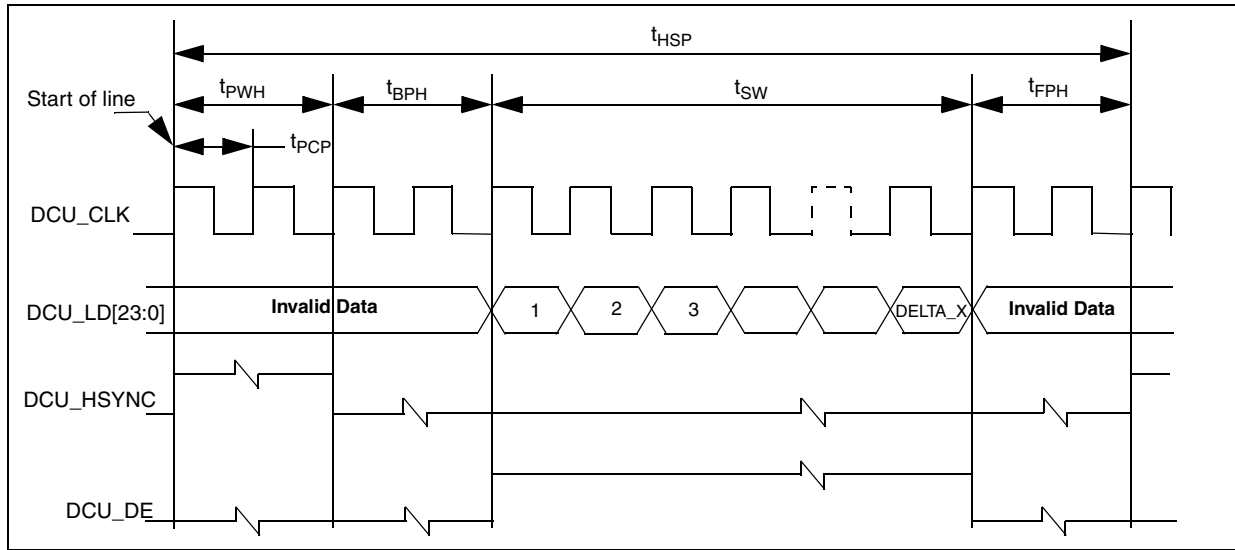 tHSP
tPWH tBPH tSW tFPH
Start of line
tPCP
DCU_CLK
DCU_LD[23:0] Invalid Data 1 2 3 DELTA_X Invalid Data
DCU_HSYNC
DCU_DE